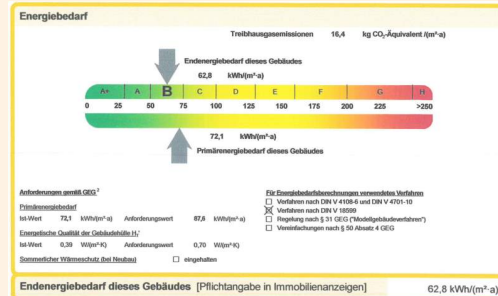 Energiebedarf
Treibhausgasemissionen 16,4 kg CO₂-Äquivalent /(m²·a)
Endenergiebedarf dieses Gebäudes
62,8 kWh/(m²·a)
A+ A B C D E F G H
0 25 50 75 100 125 150 175 200 225 >250
72,1 kWh/(m²·a)
Primärenergiebedarf dieses Gebäudes
Anforderungen gemäß GEG ²
Primärenergiebedarf
Ist-Wert 72,1 kWh/(m²·a) Anforderungswert 87,6 kWh/(m²·a)
Energetische Qualität der Gebäudehülle Hₜ'
Ist-Wert 0,39 W/(m²·K) Anforderungswert 0,70 W/(m²·K)
Sommerlicher Wärmeschutz (bei Neubau) ☐ eingehalten
Für Energiebedarfsberechnungen verwendetes Verfahren
☐ Verfahren nach DIN V 4108-6 und DIN V 4701-10
☒ Verfahren nach DIN V 18599
☐ Regelung nach § 31 GEG ("Modellgebäudeverfahren")
☐ Vereinfachungen nach § 50 Absatz 4 GEG
Endenergiebedarf dieses Gebäudes [Pflichtangabe in Immobilienanzeigen] 62,8 kWh/(m²·a)